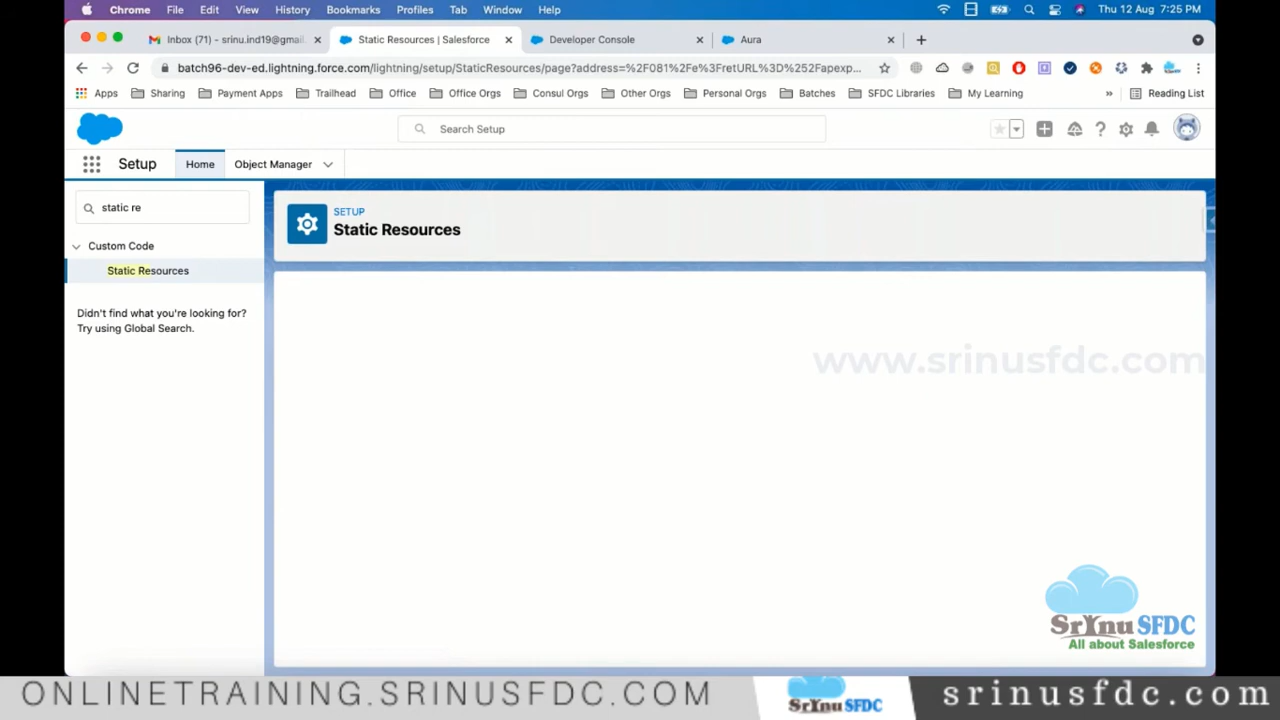 Chrome File Edit View History Bookmarks Profiles Tab Window Help Thu 12 Aug 7:25 PM
Inbox (71) - srinu.ind19@gmail. Static Resources | Salesforce Developer Console Aura
batch96-dev-ed.lightning.force.com/lightning/setup/StaticResources/page?address=%2F081%2Fe%3FretURL%3D%252Fapexp...
Apps Sharing Payment Apps Trailhead Office Office Orgs Consul Orgs Other Orgs Personal Orgs Batches SFDC Libraries My Learning » Reading List
Search Setup
Setup Home Object Manager
static re
SETUP
Static Resources
Custom Code
Static Resources
Didn't find what you're looking for?
Try using Global Search.
www.srinusfdc.com
SrInu SFDC
All about Salesforce
ONLINETRAINING.SRINUSFDC.COM SrInu SFDC srinusfdc.com